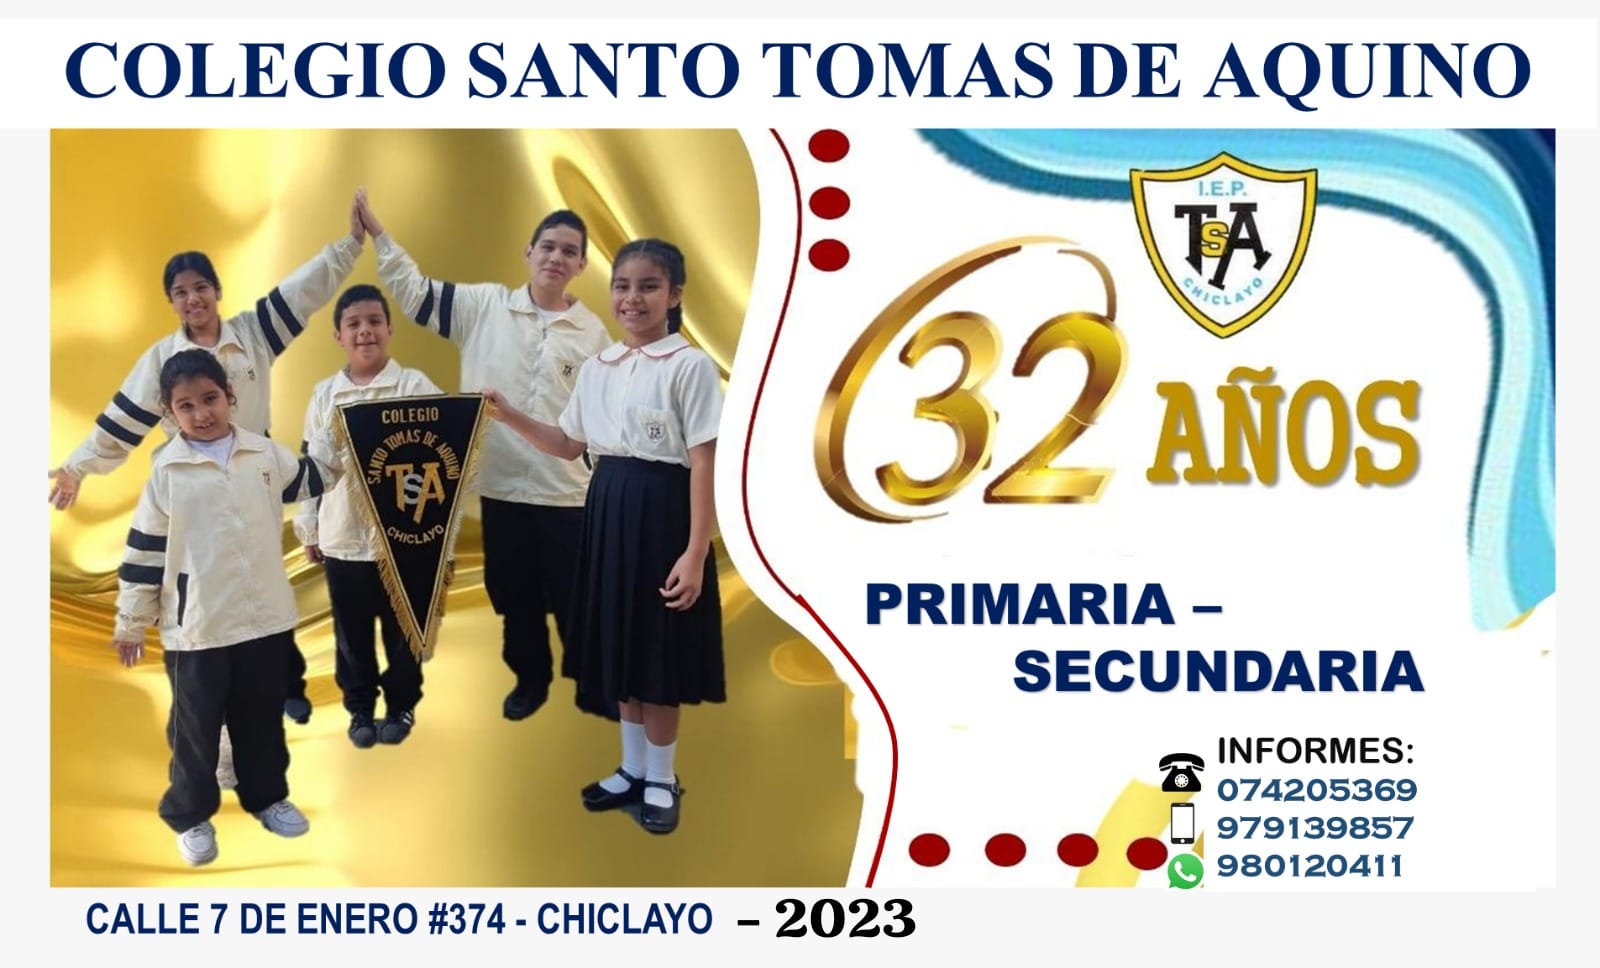 COLEGIO SANTO TOMAS DE AQUINO
I.E.P.
TSA
CHICLAYO
32 AÑOS
COLEGIO
SANTO TOMAS DE AQUINO
TSA
CHICLAYO
PRIMARIA –
SECUNDARIA
INFORMES:
074205369
979139857
980120411
CALLE 7 DE ENERO #374 - CHICLAYO – 2023